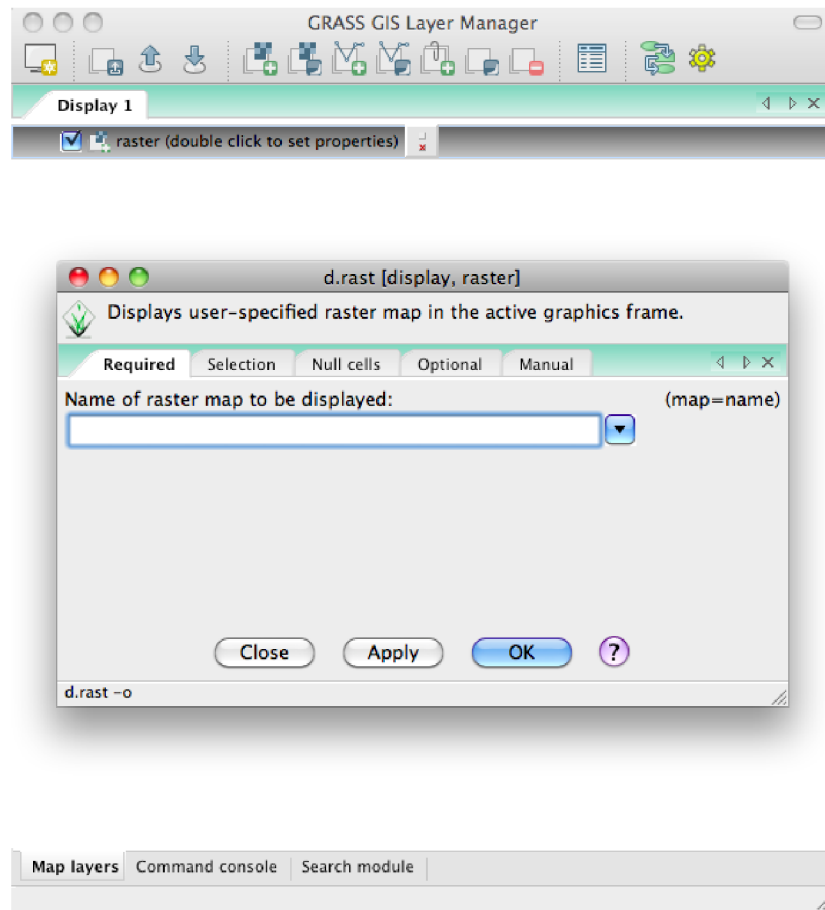 GRASS GIS Layer Manager
Display 1
raster (double click to set properties)
d.rast [display, raster]
Displays user-specified raster map in the active graphics frame.
Required Selection Null cells Optional Manual
Name of raster map to be displayed: (map=name)
Close Apply OK ?
d.rast -o
Map layers Command console Search module